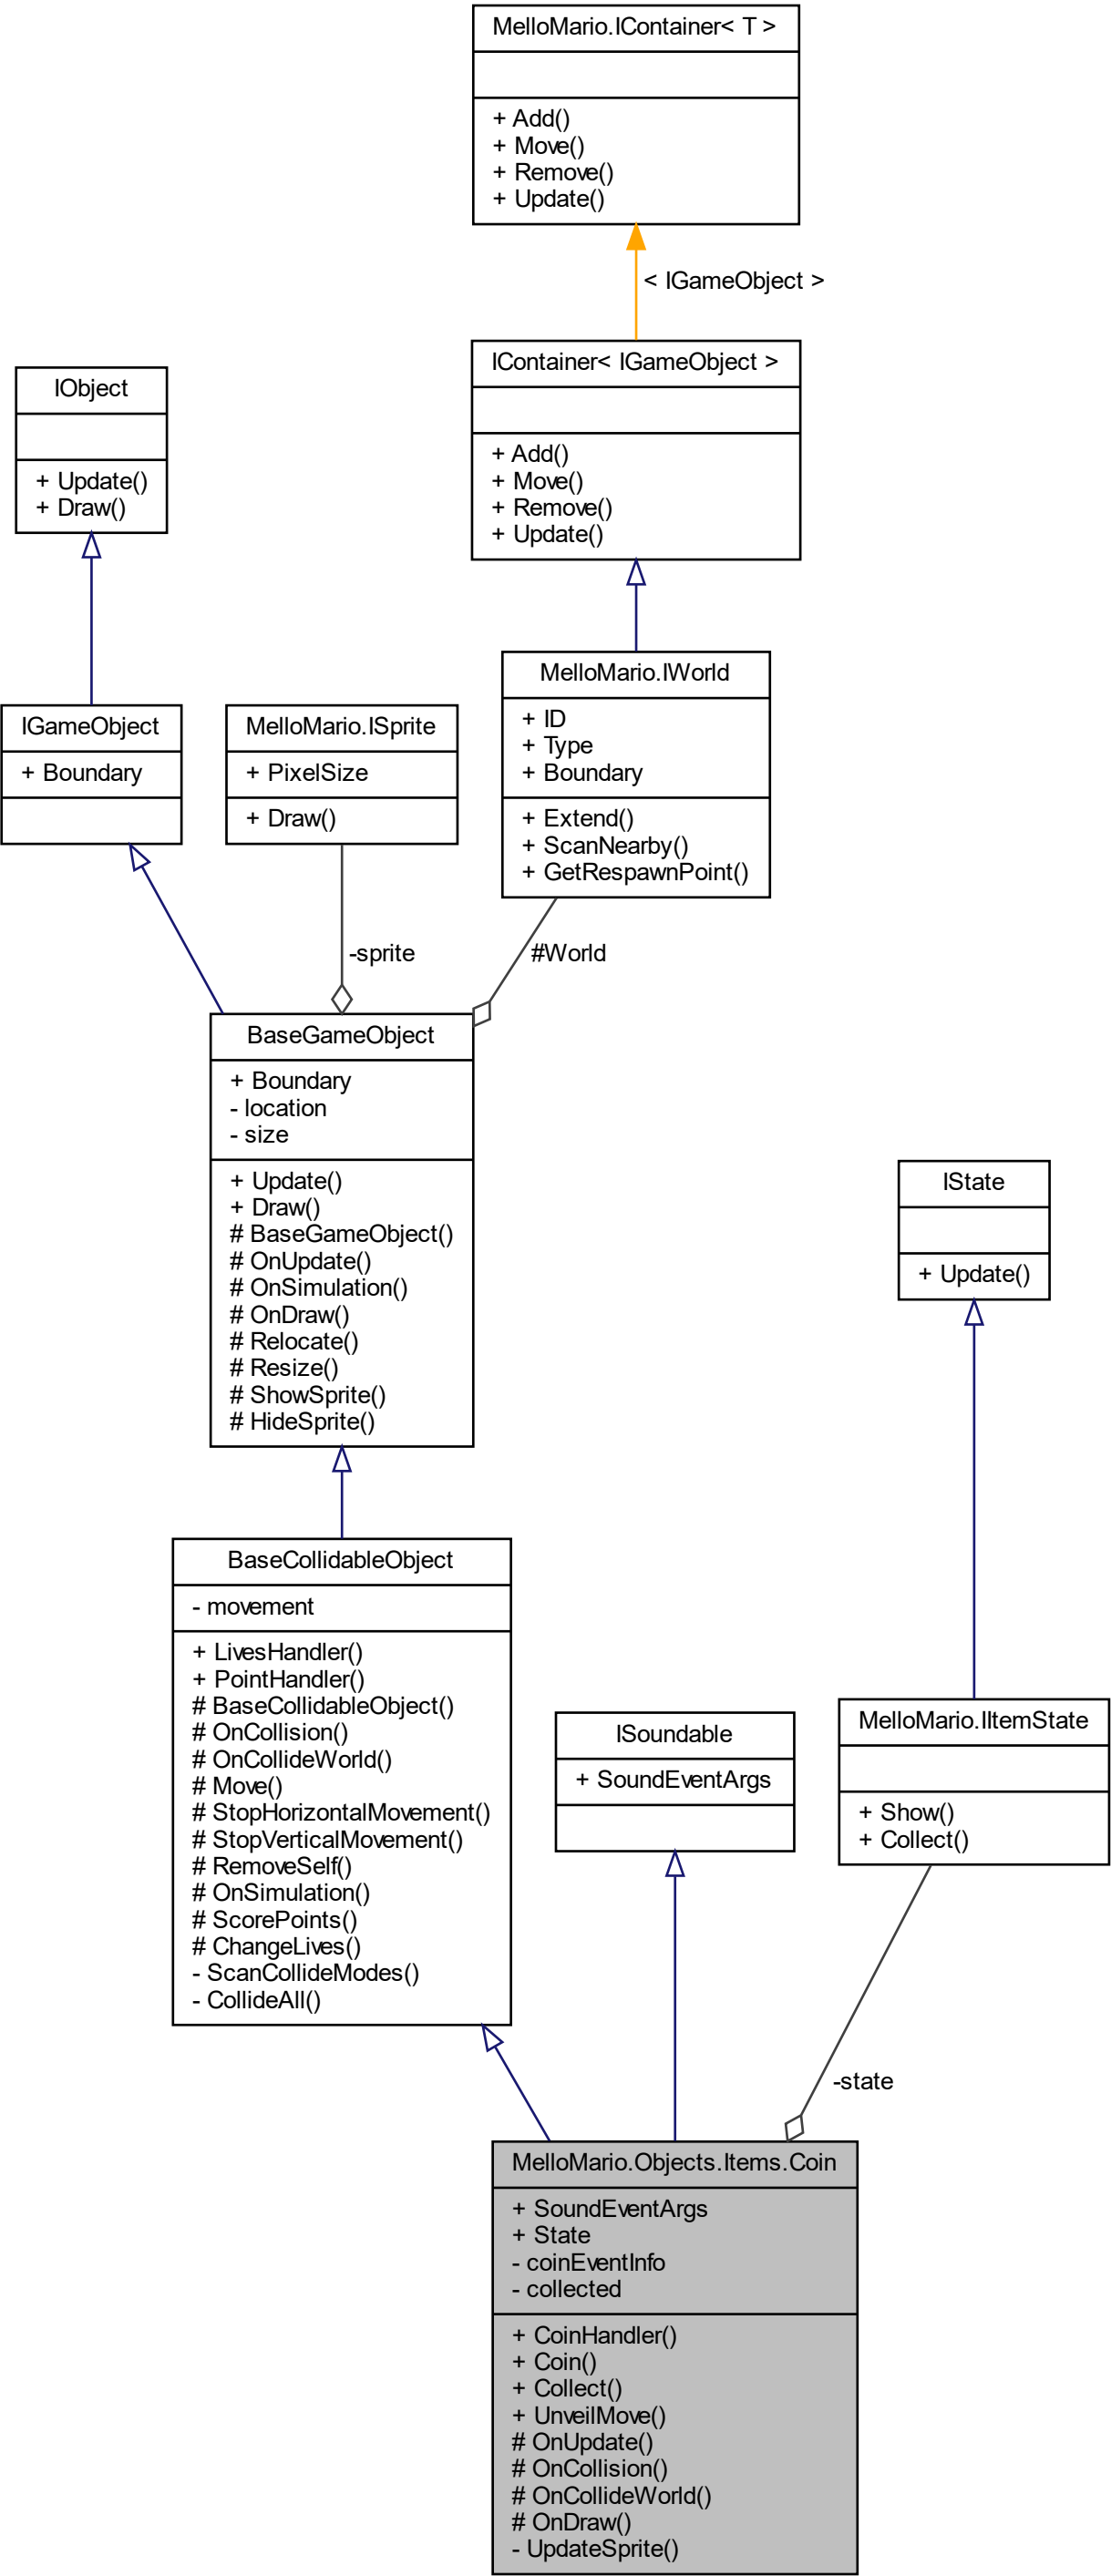 MelloMario.IContainer< T >
+ Add()
+ Move()
+ Remove()
+ Update()
< IGameObject >
IContainer< IGameObject >
+ Add()
+ Move()
+ Remove()
+ Update()
IObject
+ Update()
+ Draw()
MelloMario.IWorld
+ ID
+ Type
+ Boundary
+ Extend()
+ ScanNearby()
+ GetRespawnPoint()
IGameObject
+ Boundary
MelloMario.ISprite
+ PixelSize
+ Draw()
-sprite
#World
BaseGameObject
+ Boundary
- location
- size
+ Update()
+ Draw()
# BaseGameObject()
# OnUpdate()
# OnSimulation()
# OnDraw()
# Relocate()
# Resize()
# ShowSprite()
# HideSprite()
IState
+ Update()
BaseCollidableObject
- movement
+ LivesHandler()
+ PointHandler()
# BaseCollidableObject()
# OnCollision()
# OnCollideWorld()
# Move()
# StopHorizontalMovement()
# StopVerticalMovement()
# RemoveSelf()
# OnSimulation()
# ScorePoints()
# ChangeLives()
- ScanCollideModes()
- CollideAll()
ISoundable
+ SoundEventArgs
MelloMario.IItemState
+ Show()
+ Collect()
-state
MelloMario.Objects.Items.Coin
+ SoundEventArgs
+ State
- coinEventInfo
- collected
+ CoinHandler()
+ Coin()
+ Collect()
+ UnveilMove()
# OnUpdate()
# OnCollision()
# OnCollideWorld()
# OnDraw()
- UpdateSprite()